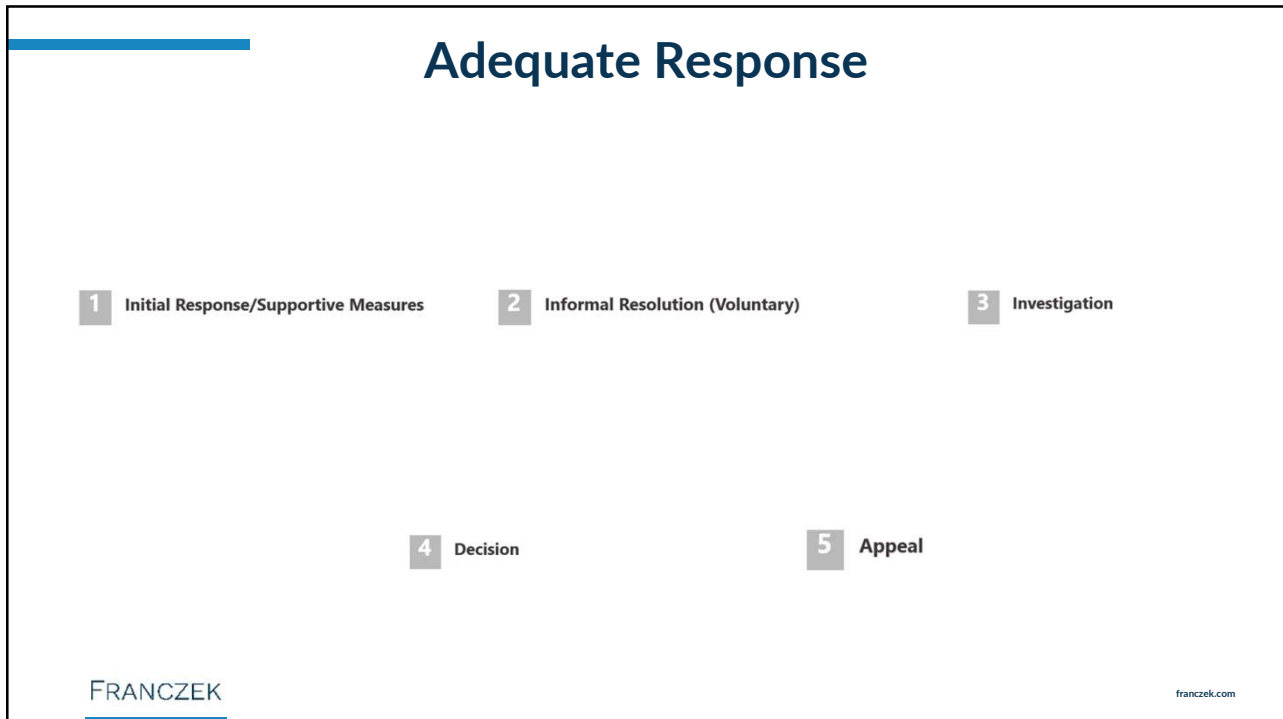 Adequate Response
1 Initial Response/Supportive Measures
2 Informal Resolution (Voluntary)
3 Investigation
4 Decision
5 Appeal
FRANCZEK
franczek.com